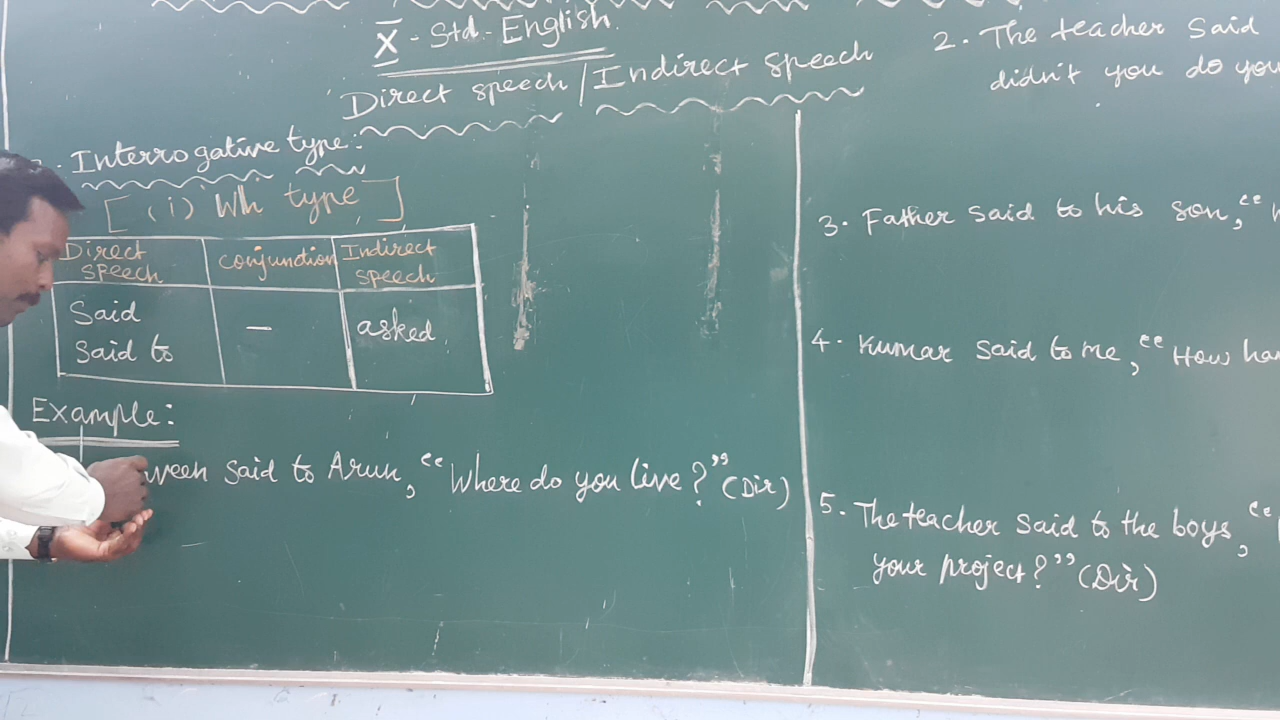 X - Std - English.
Direct speech / Indirect speech
Interrogative type:
[ (i) Wh type ]
Direct speech conjunction Indirect speech
Said
Said to – asked
Example:
said to Arun, “Where do you live?” (Dir)
2. The teacher said
didn't you do
3. Father said to his son, “
4. Kumar said to me, “How
5. The teacher said to the boys, “
your project?” (Dir)